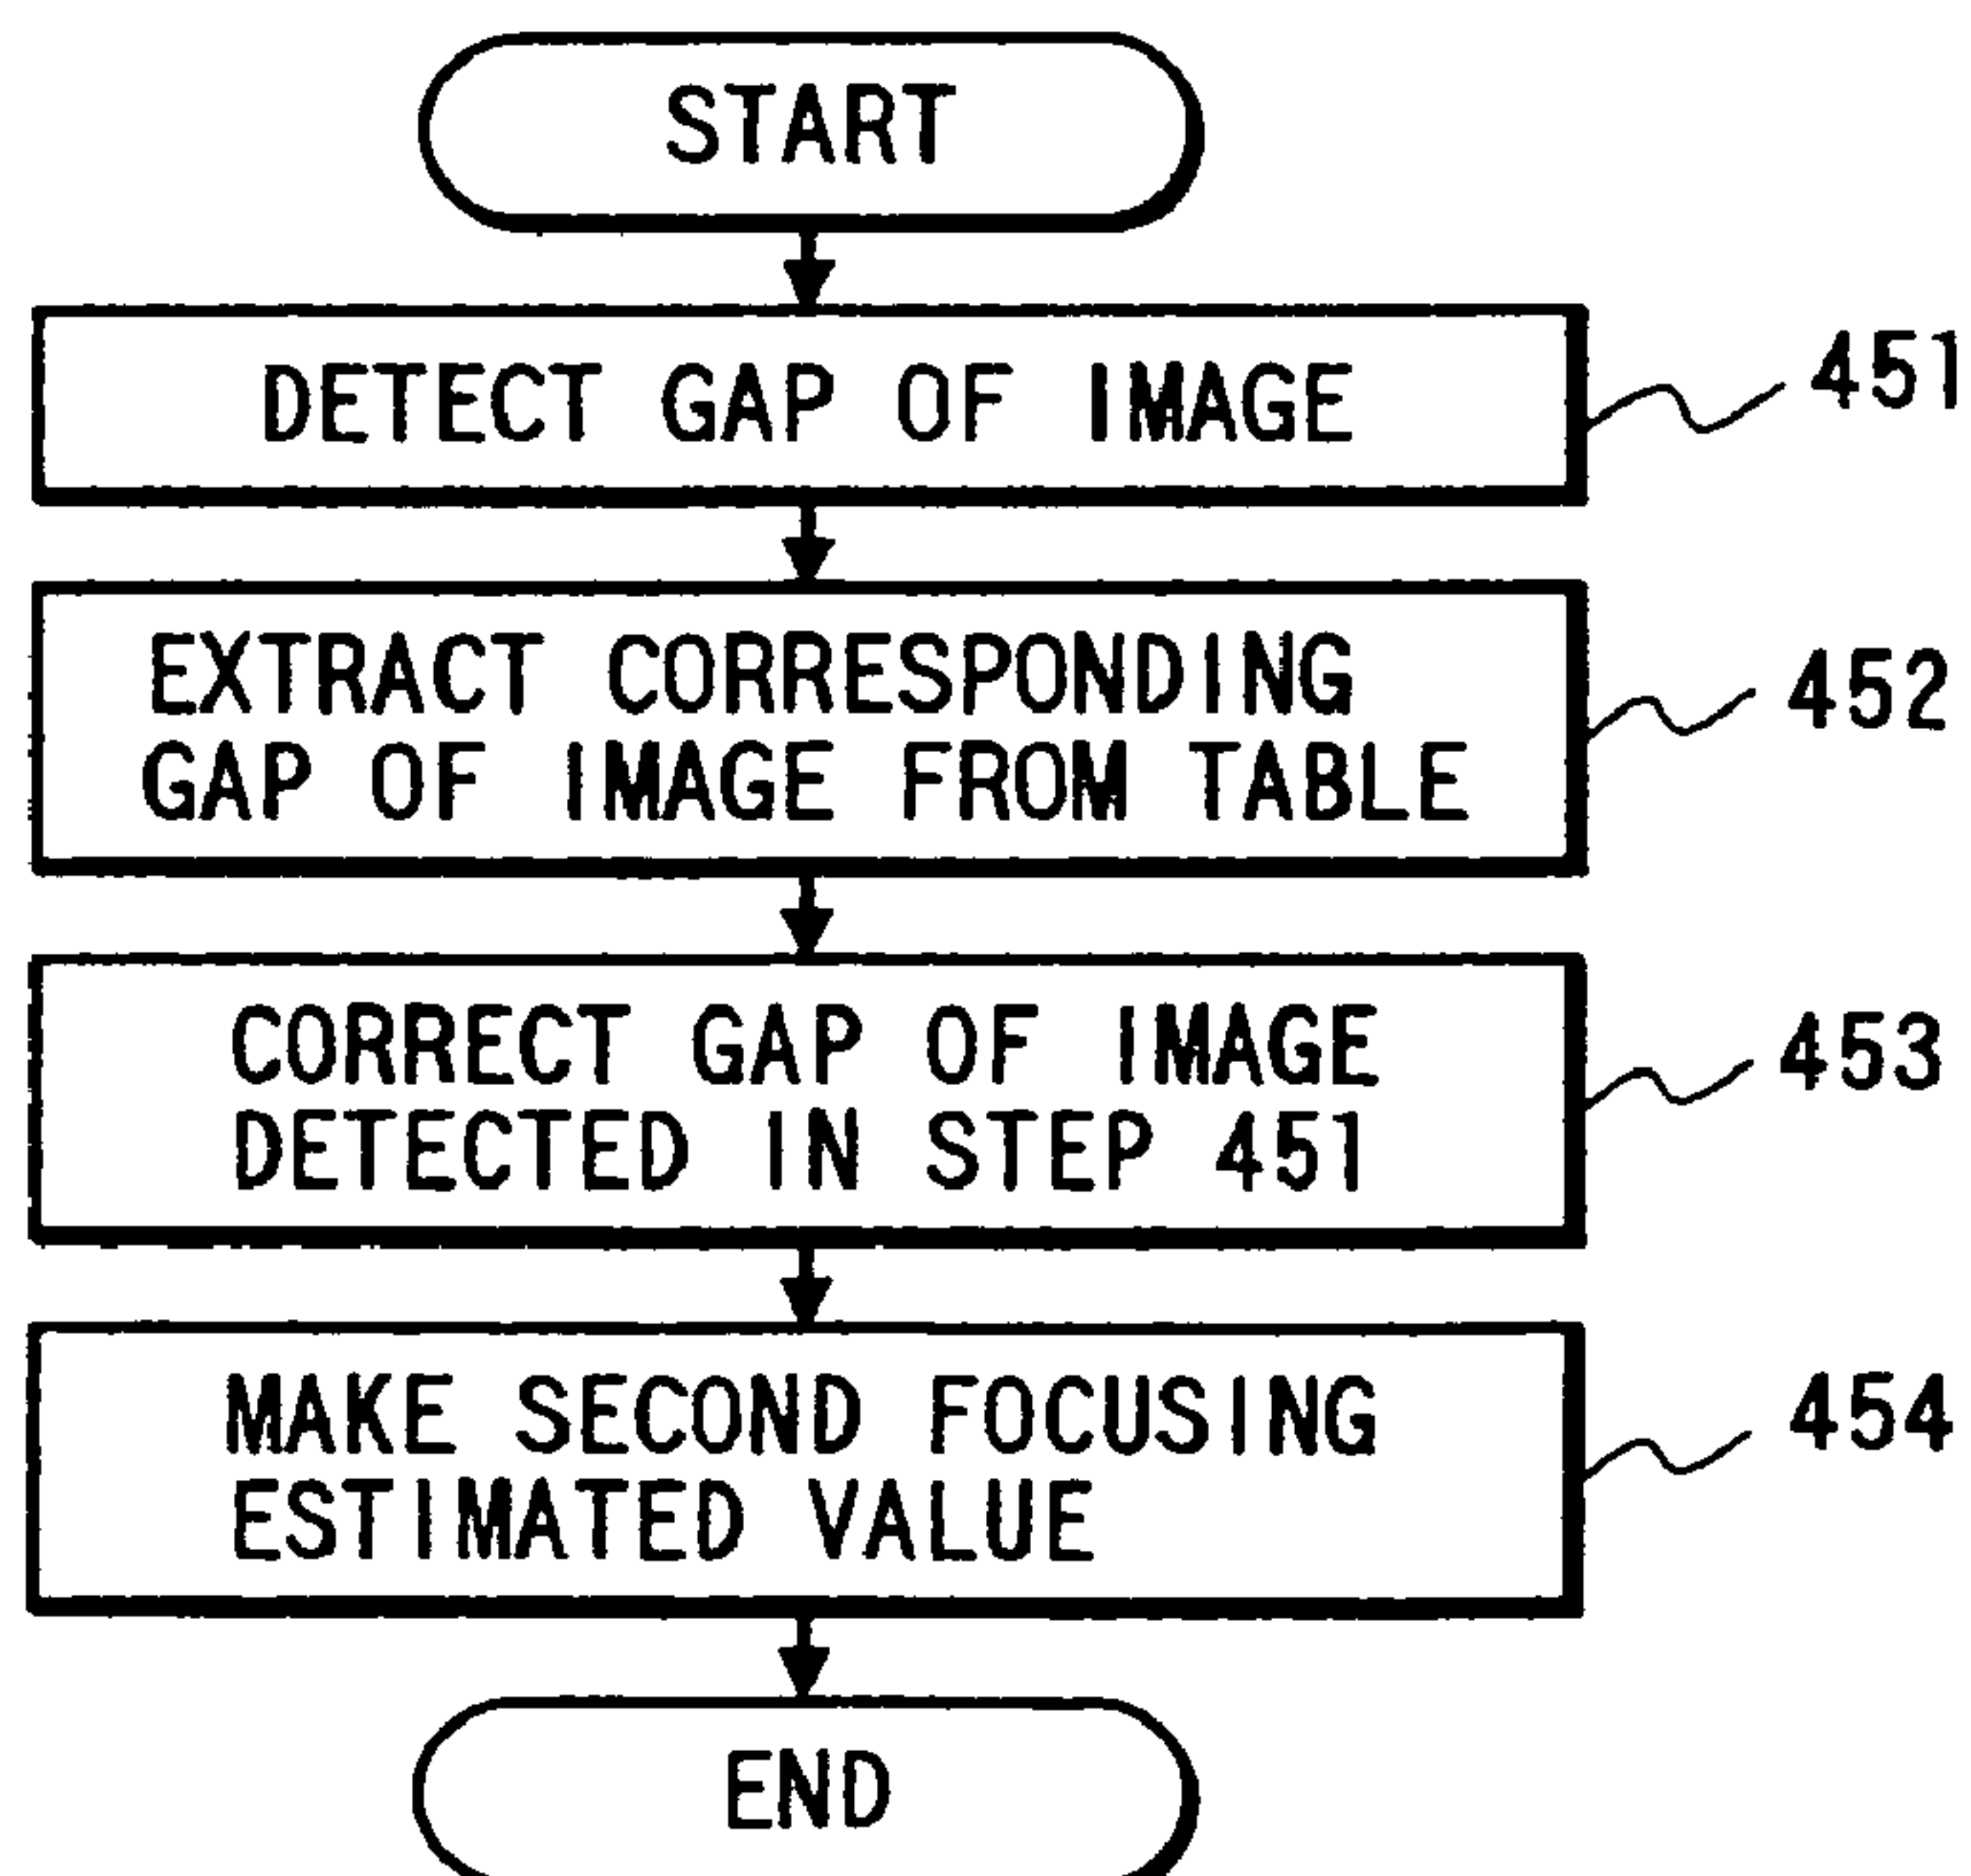 START
DETECT GAP OF IMAGE
451
EXTRACT CORRESPONDING
GAP OF IMAGE FROM TABLE
452
CORRECT GAP OF IMAGE
DETECTED IN STEP 451
453
MAKE SECOND FOCUSING
ESTIMATED VALUE
454
END